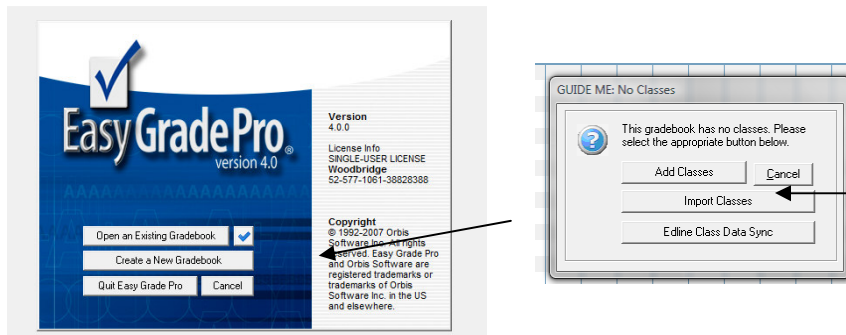 Easy Grade Pro®
version 4.0
Version
4.0.0
License Info
SINGLE-USER LICENSE
Woodbridge
52-577-1061-38828388
Copyright
© 1992-2007 Orbis
Software Inc. All rights
reserved. Easy Grade Pro
and Orbis Software are
registered trademarks or
trademarks of Orbis
Software Inc. in the US
and elsewhere.
Open an Existing Gradebook
Create a New Gradebook
Quit Easy Grade Pro
Cancel
GUIDE ME: No Classes
This gradebook has no classes. Please
select the appropriate button below.
Add Classes
Cancel
Import Classes
Edline Class Data Sync